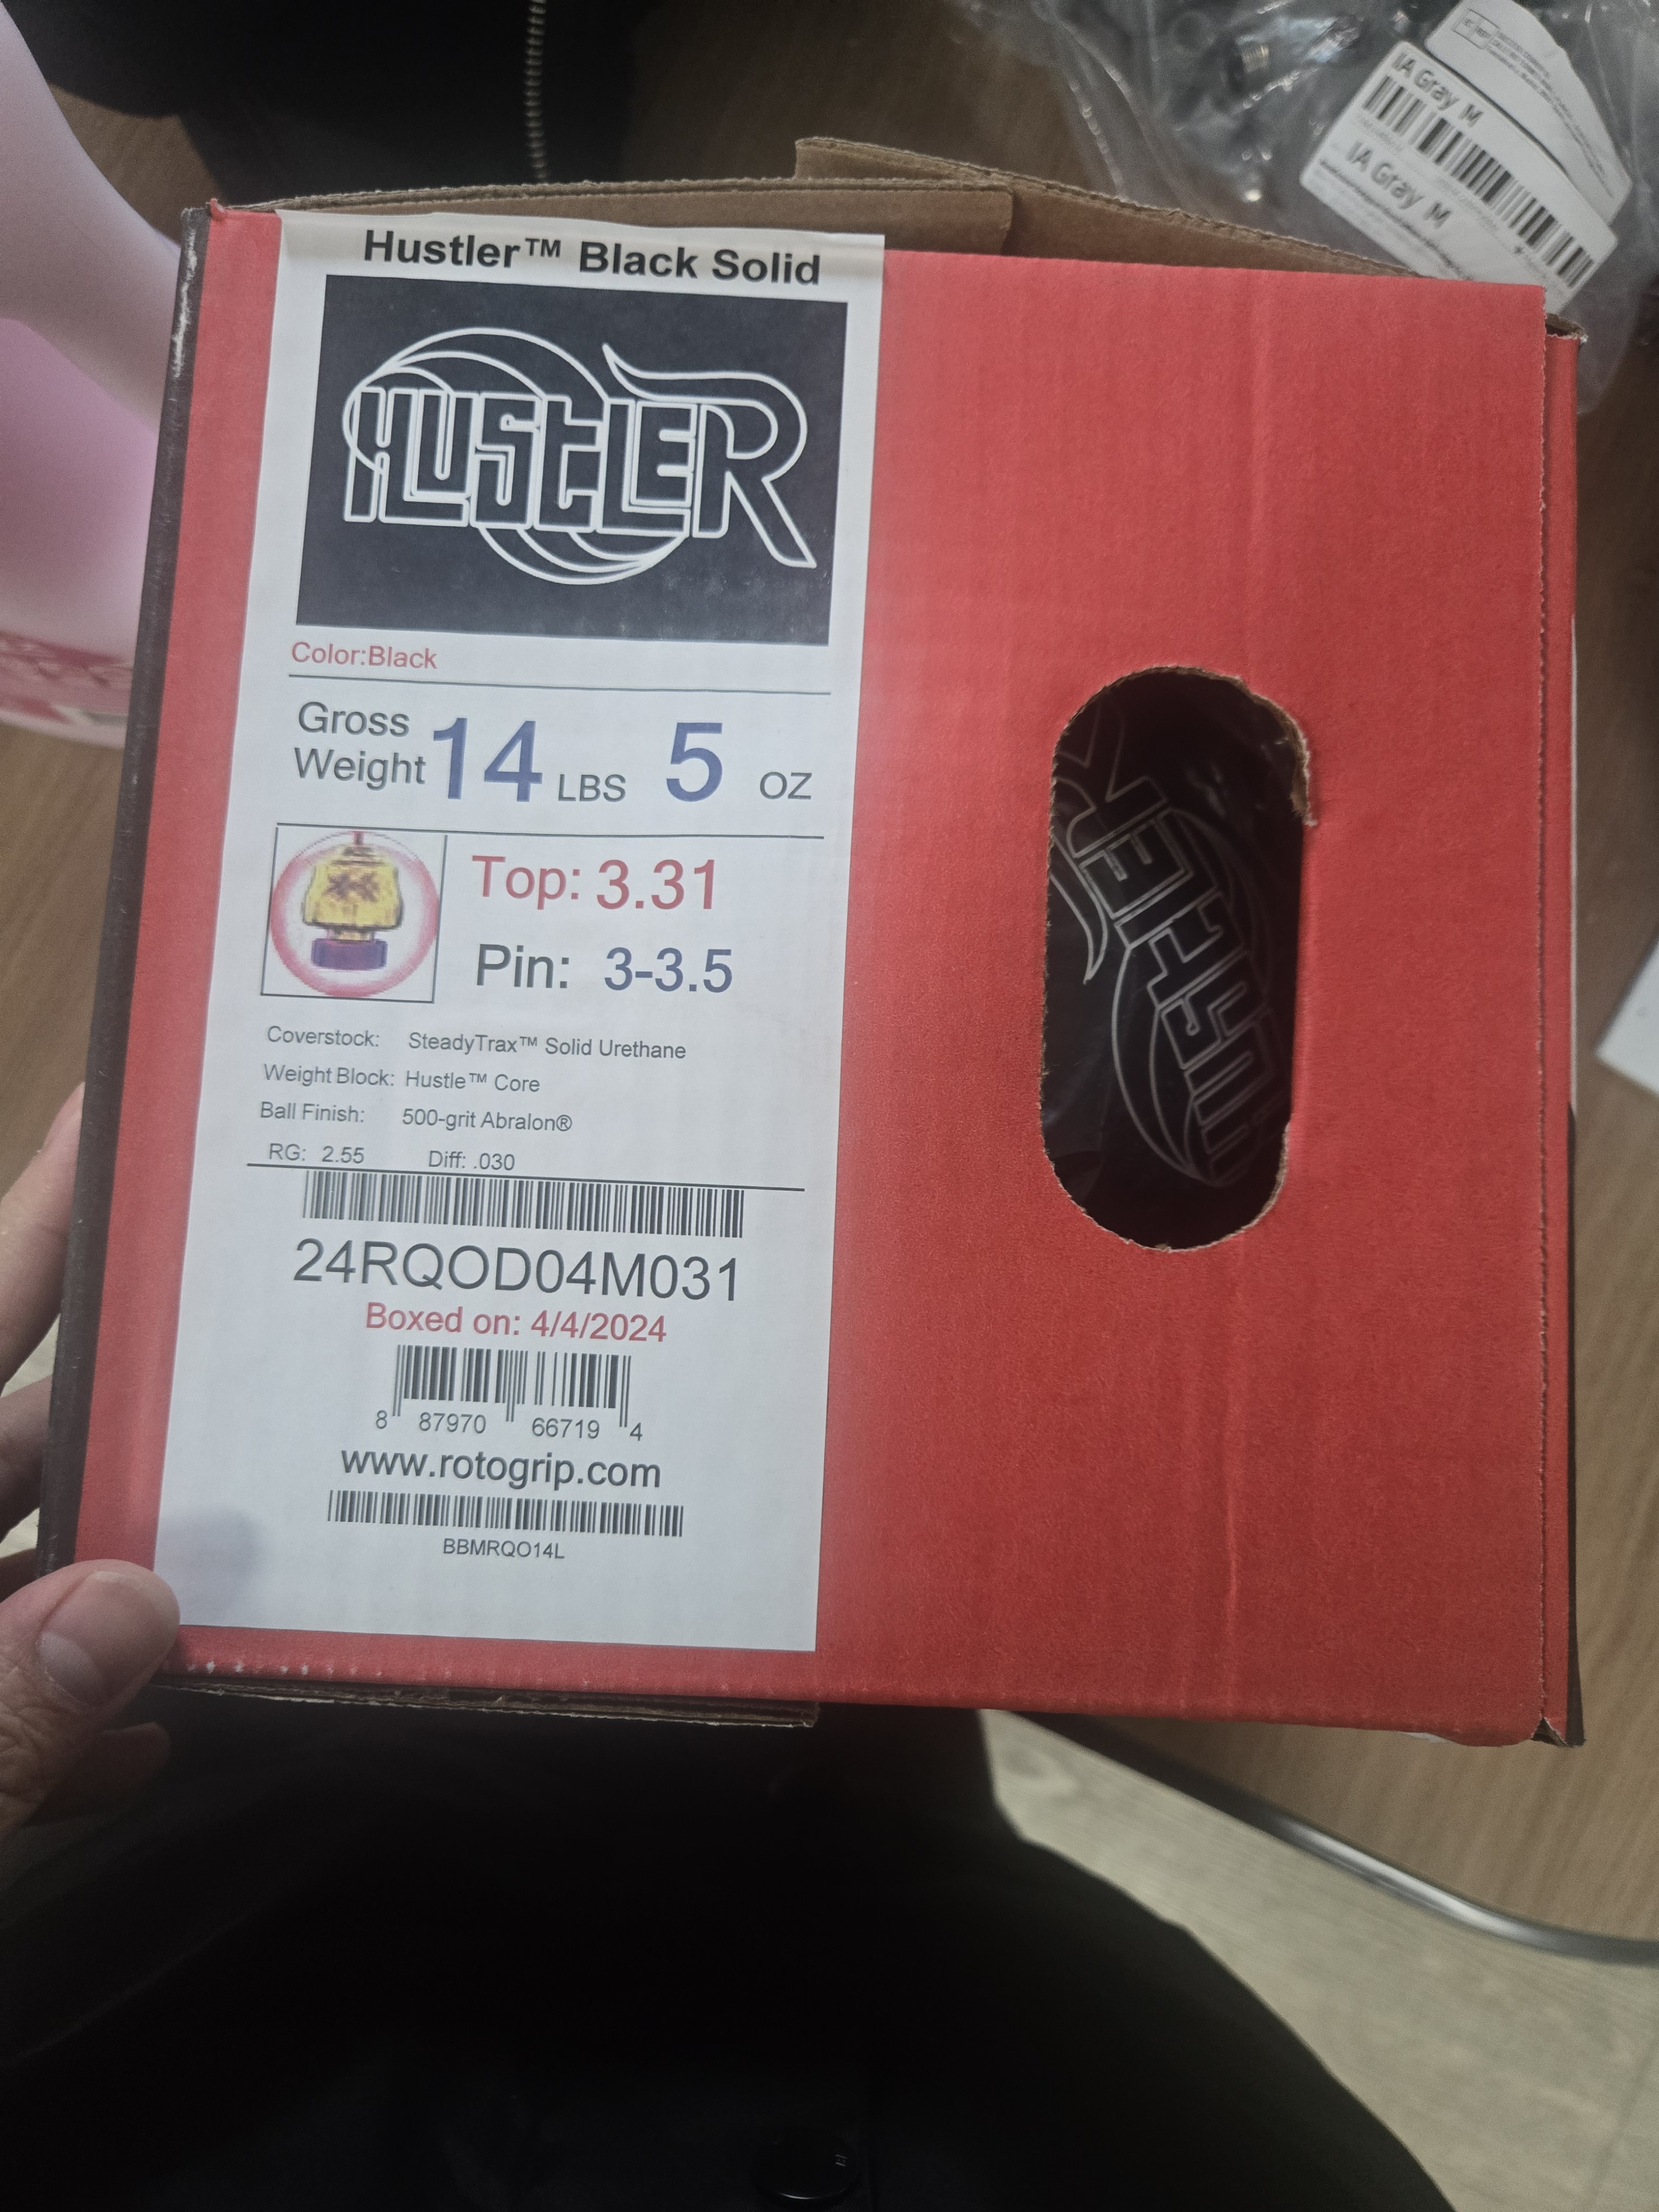 Hustler™ Black Solid
HUSTLER
Color:Black
Gross Weight 14 LBS 5 OZ
Top: 3.31
Pin: 3-3.5
Coverstock: SteadyTrax™ Solid Urethane
Weight Block: Hustle™ Core
Ball Finish: 500-grit Abralon®
RG: 2.55 Diff: .030
24RQOD04M031
Boxed on: 4/4/2024
8 87970 66719 4
www.rotogrip.com
BBMRQO14L
HUSTLER
IA Gray M
IA Gray M